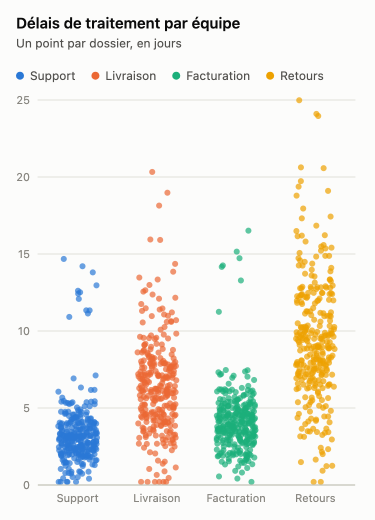 Délais de traitement par équipe
Un point par dossier, en jours
Support Livraison Facturation Retours
25
20
15
10
5
0
Support Livraison Facturation Retours